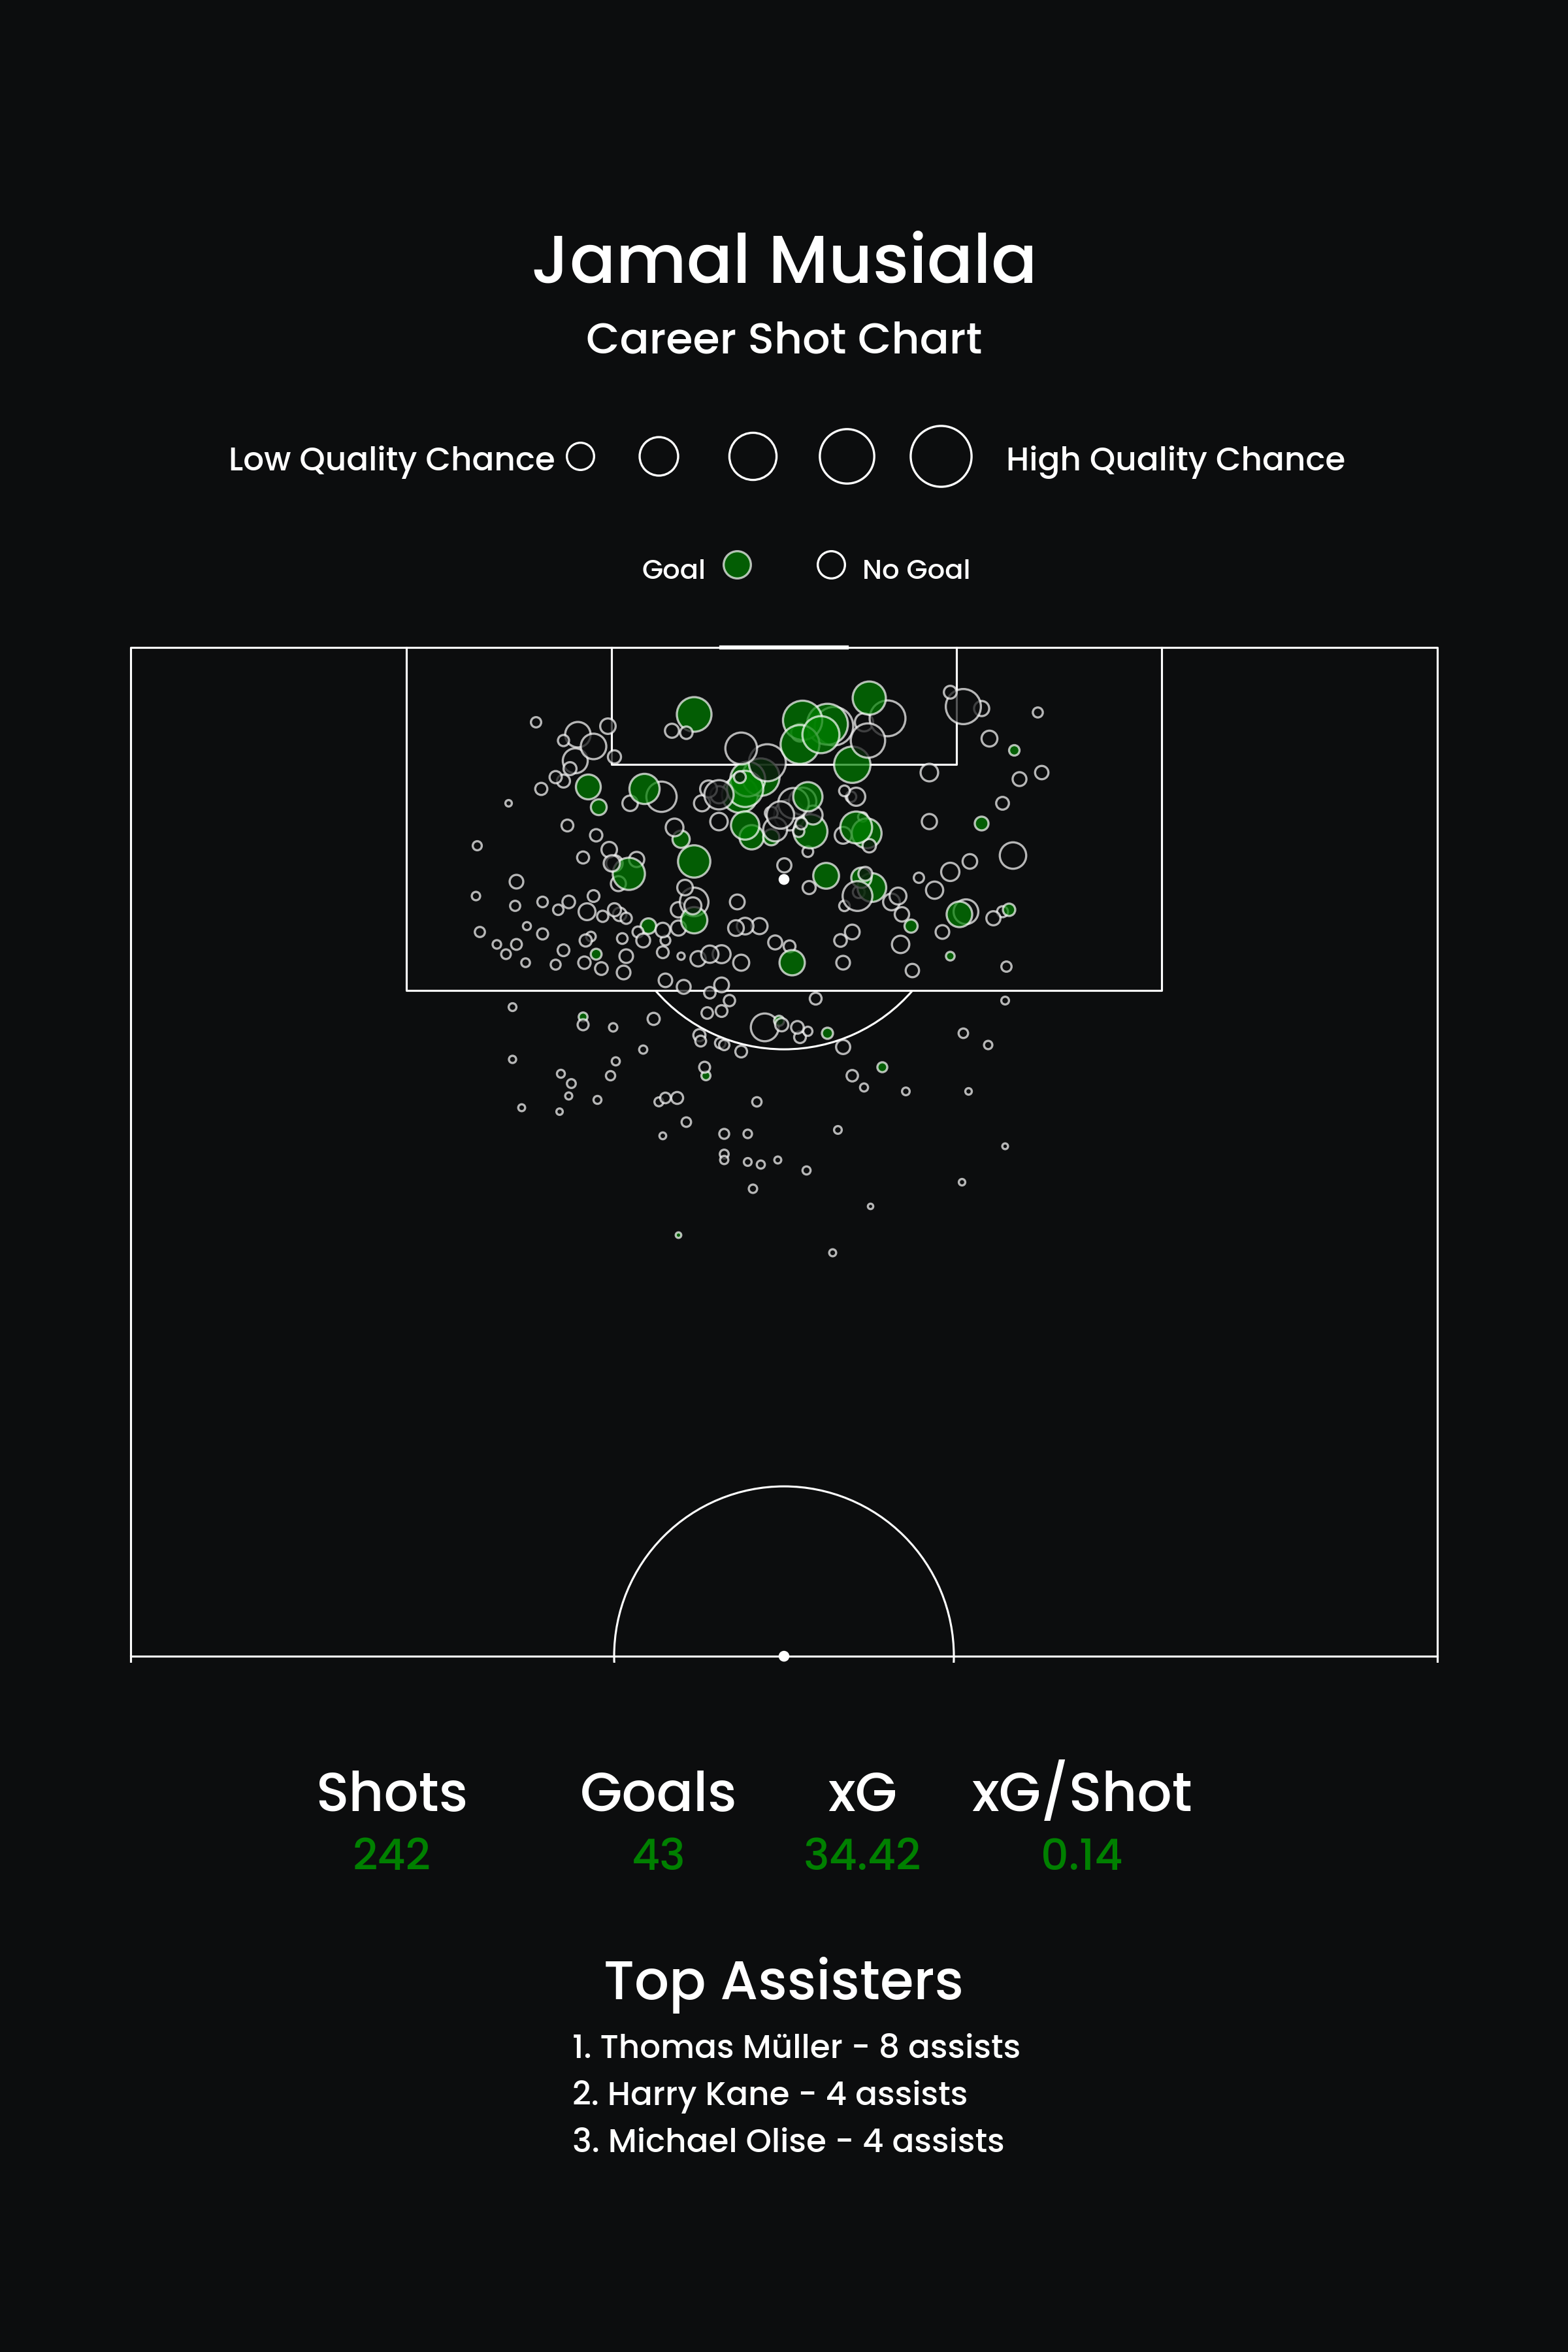 Jamal Musiala
Career Shot Chart
Low Quality Chance High Quality Chance
Goal No Goal
Shots Goals xG xG/Shot
242 43 34.42 0.14
Top Assisters
1. Thomas Müller - 8 assists
2. Harry Kane - 4 assists
3. Michael Olise - 4 assists